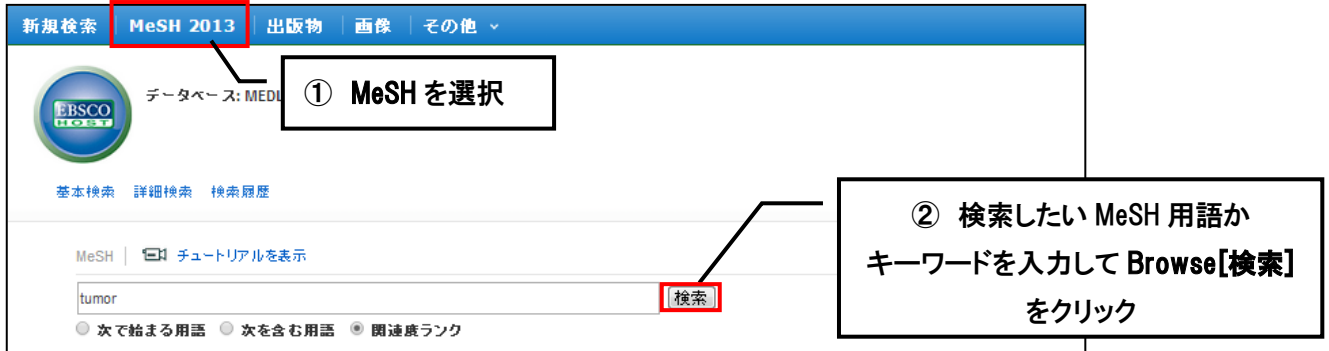 新規検索 MeSH 2013 出版物 画像 その他
① MeSH を選択
データベース: MEDL
EBSCO
HOST
基本検索 詳細検索 検索履歴
② 検索したい MeSH 用語か
キーワードを入力して Browse[検索]
をクリック
MeSH チュートリアルを表示
tumor 検索
次で始まる用語 次を含む用語 関連度ランク